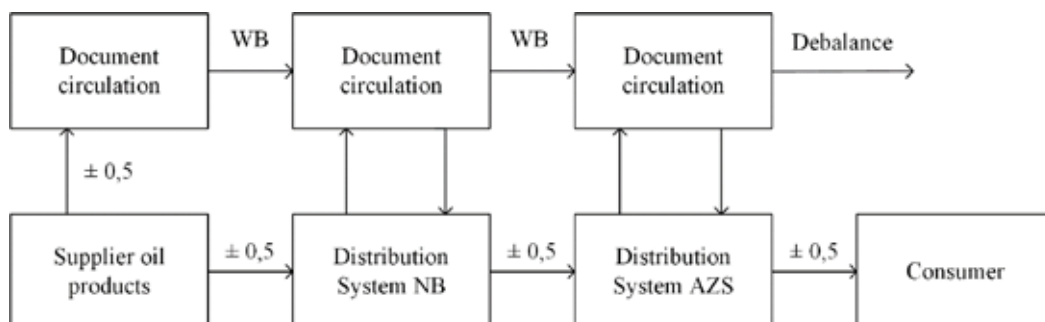 Document
circulation
WB
Document
circulation
WB
Document
circulation
Debalance
± 0,5
Supplier oil
products
± 0,5
Distribution
System NB
± 0,5
Distribution
System AZS
± 0,5
Consumer